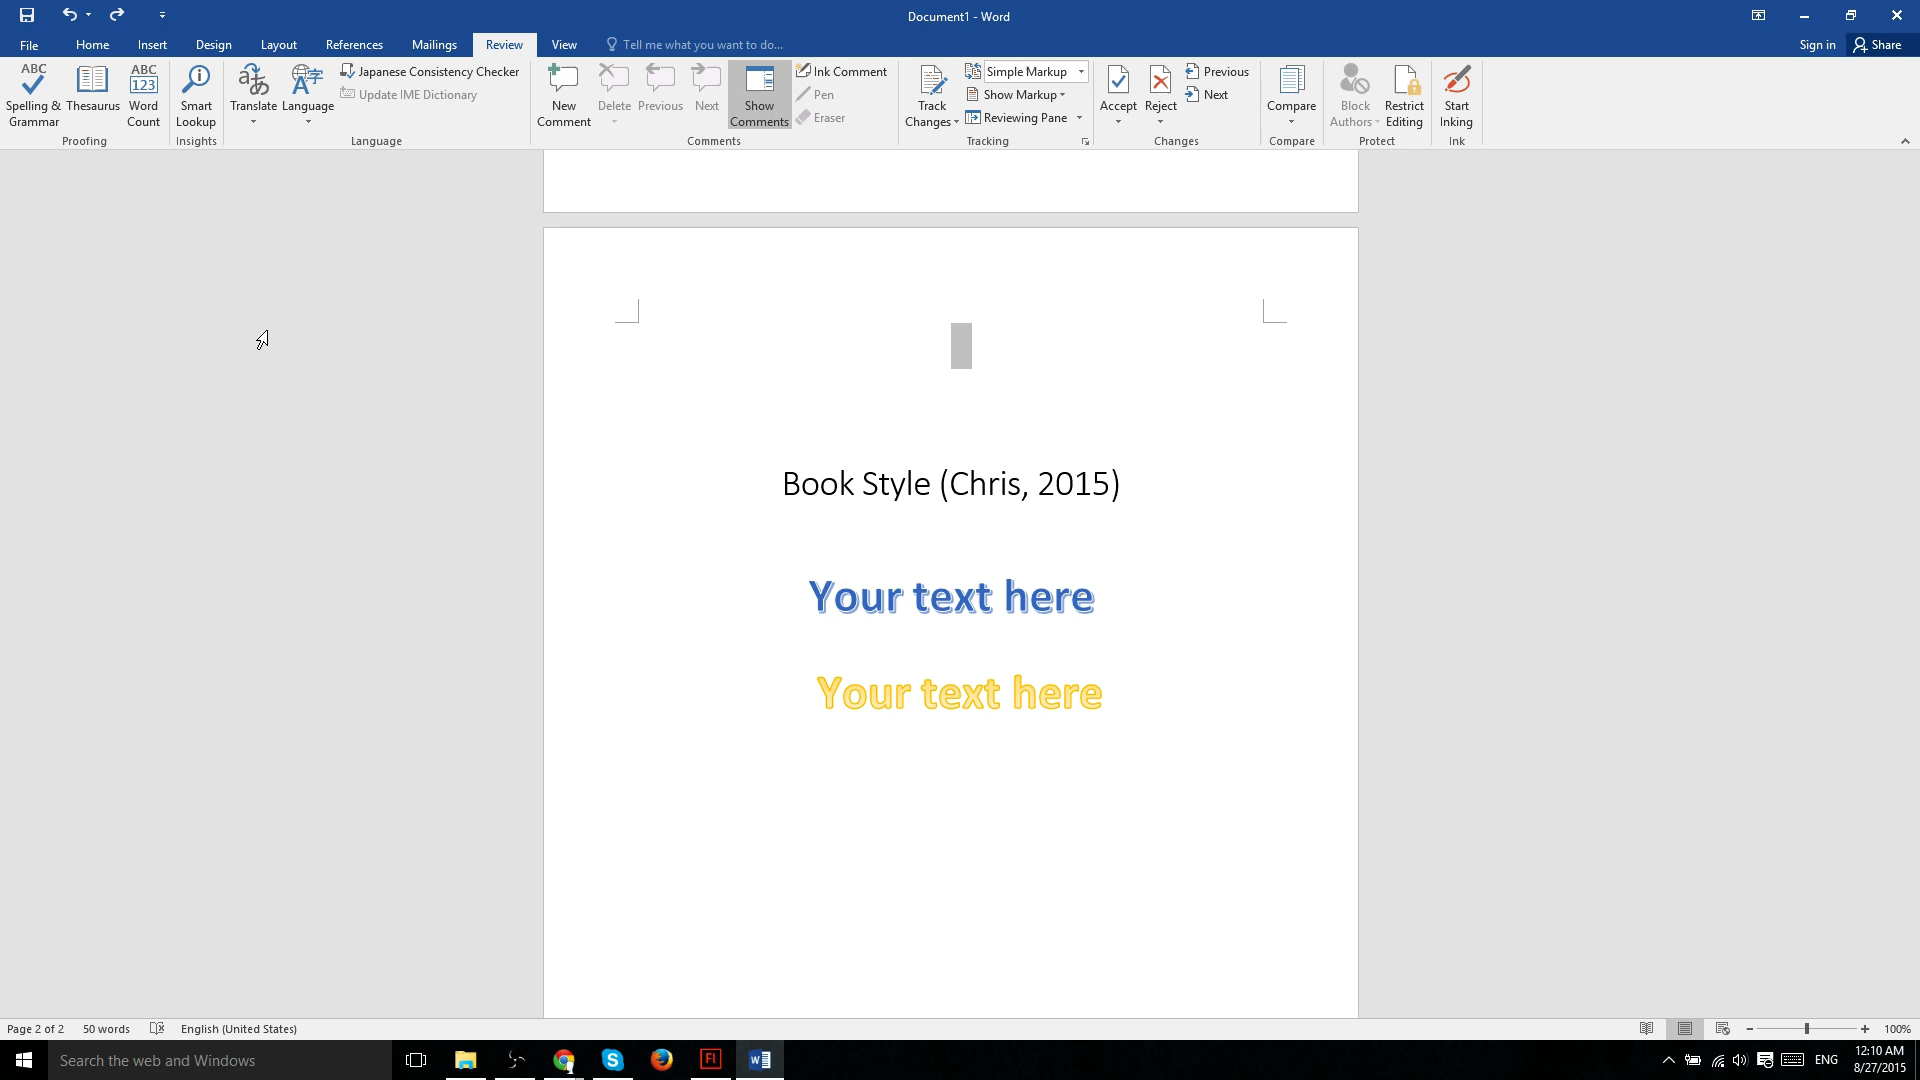 Document1 - Word
File Home Insert Design Layout References Mailings Review View Tell me what you want to do... Sign in Share
ABC Spelling & Grammar
Thesaurus
ABC 123 Word Count
Proofing
Smart Lookup
Insights
Translate
Language
Japanese Consistency Checker
Update IME Dictionary
Language
New Comment
Delete
Previous
Next
Show Comments
Ink Comment
Pen
Eraser
Comments
Track Changes
Simple Markup
Show Markup
Reviewing Pane
Tracking
Accept
Reject
Previous
Next
Changes
Compare
Compare
Block Authors
Restrict Editing
Protect
Start Inking
Ink
Book Style (Chris, 2015)
Your text here
Your text here
Page 2 of 2 50 words English (United States) 100%
Search the web and Windows
Fl
ENG
12:10 AM
8/27/2015